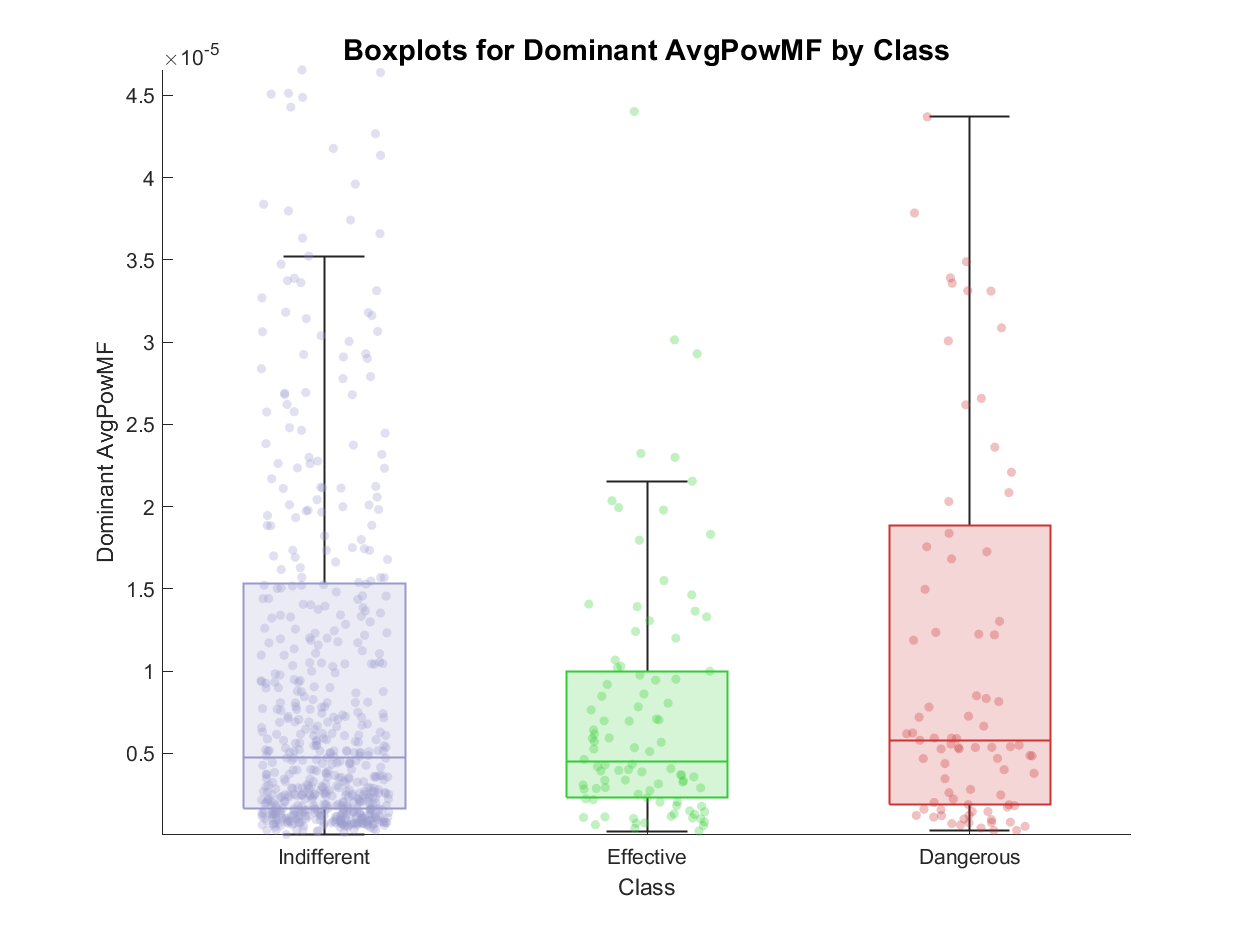 Boxplots for Dominant AvgPowMF by Class
×10⁻⁵
4.5
4
3.5
3
2.5
2
1.5
1
0.5
Dominant AvgPowMF
Indifferent Effective Dangerous
Class